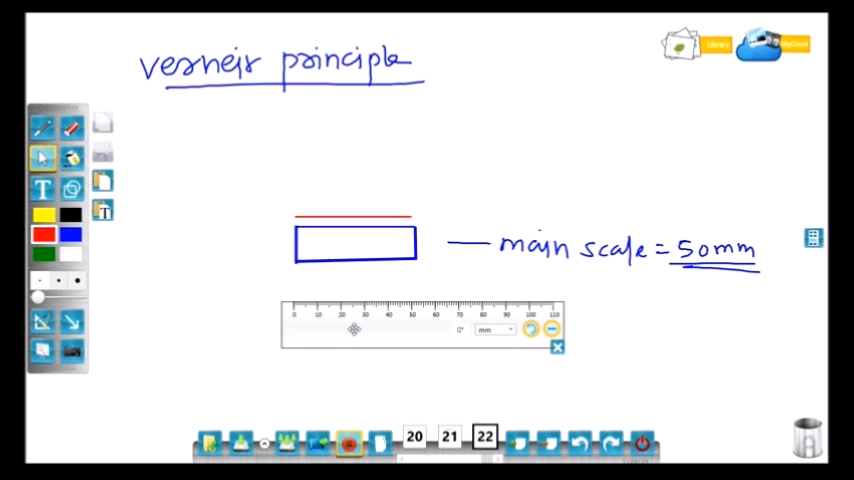 verneir principle
Library
MyCloud
T
T
main scale = 50mm
0 10 20 30 40 50 60 70 80 90 100 110
0° mm
20 21 22